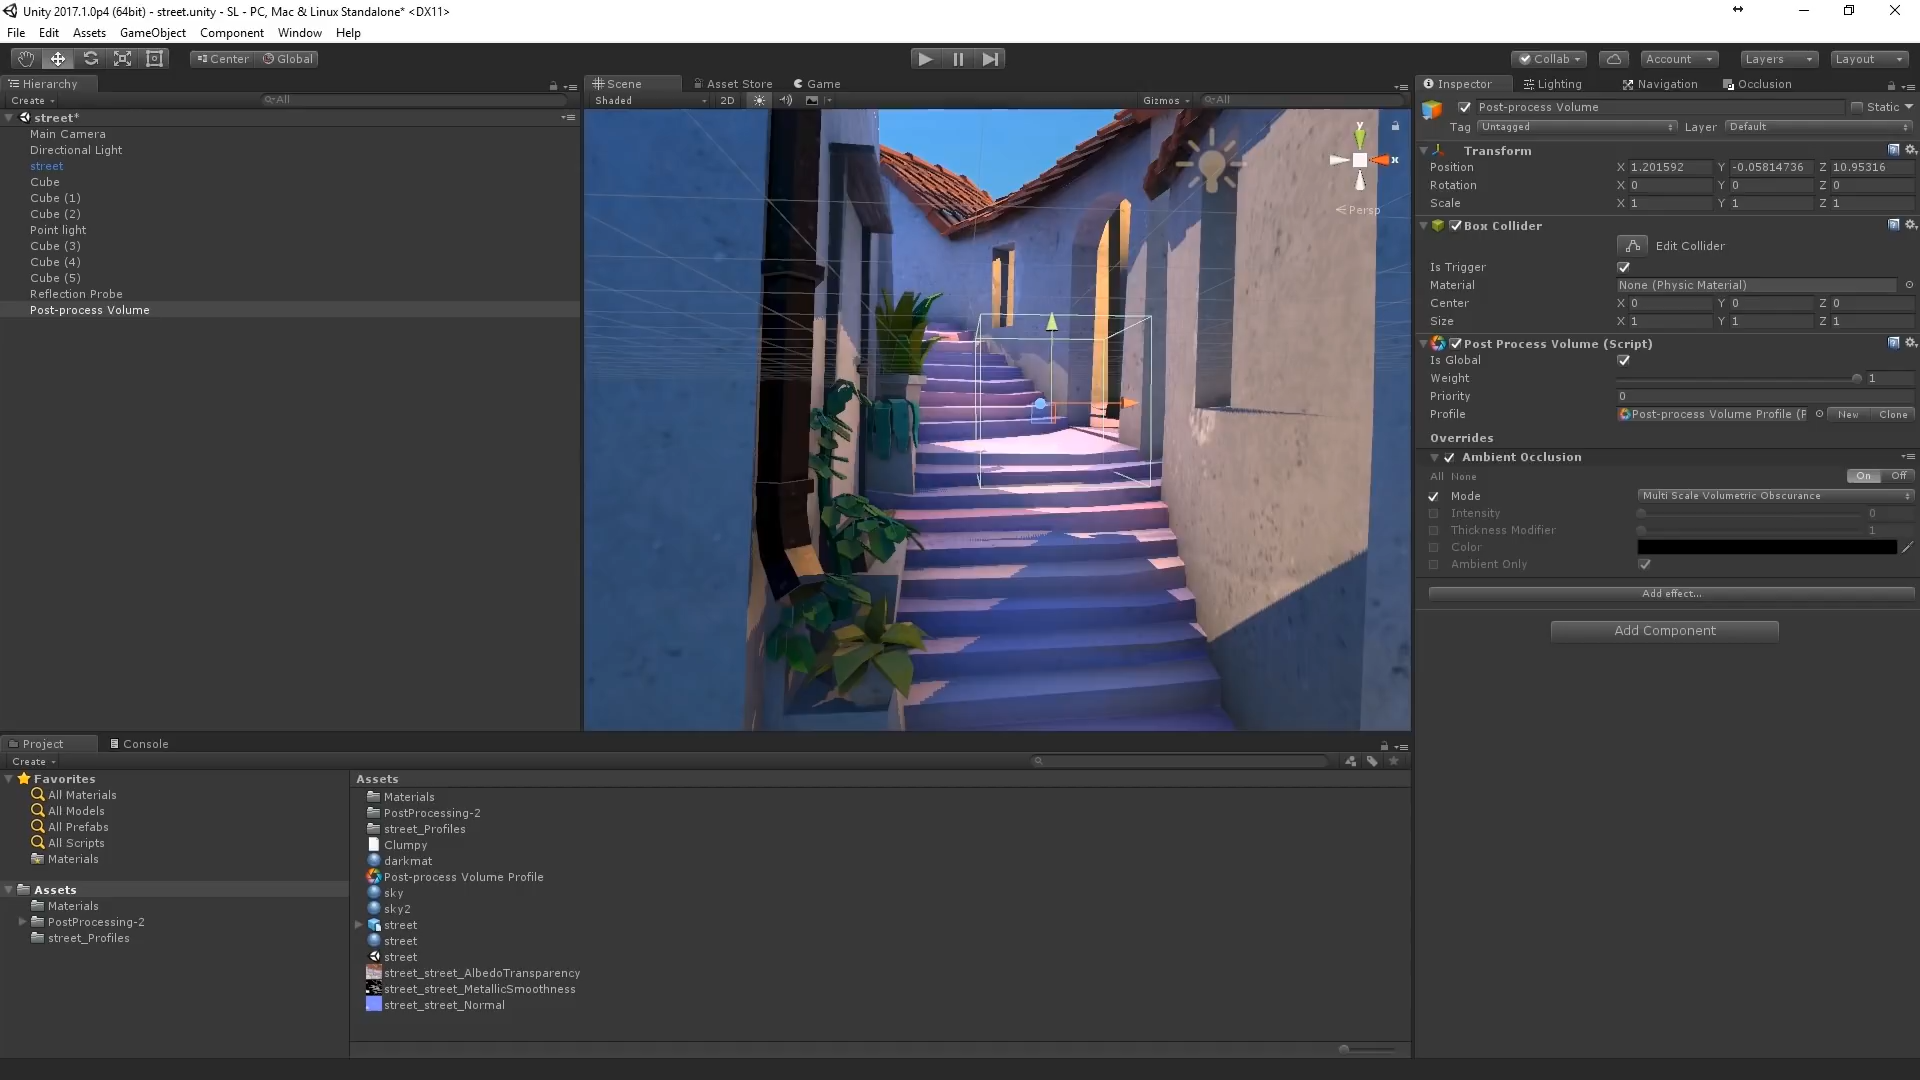 Unity 2017.1.0p4 (64bit) - street.unity - SL - PC, Mac & Linux Standalone* <DX11>
File Edit Assets GameObject Component Window Help
Center Global Collab Account Layers Layout
Hierarchy
Create All
street*
Main Camera
Directional Light
street
Cube
Cube (1)
Cube (2)
Point light
Cube (3)
Cube (4)
Cube (5)
Reflection Probe
Post-process Volume
Scene Asset Store Game
Shaded 2D Gizmos All
y
x
Persp
Inspector Lighting Navigation Occlusion
Post-process Volume Static
Tag Untagged Layer Default
Transform
Position X 1.201592 Y -0.05814736 Z 10.95316
Rotation X 0 Y 0 Z 0
Scale X 1 Y 1 Z 1
Box Collider
Edit Collider
Is Trigger
Material None (Physic Material)
Center X 0 Y 0 Z 0
Size X 1 Y 1 Z 1
Post Process Volume (Script)
Is Global
Weight 1
Priority 0
Profile Post-process Volume Profile (P New Clone
Overrides
Ambient Occlusion
All None On Off
Mode Multi Scale Volumetric Obscurance
Intensity 0
Thickness Modifier 1
Color
Ambient Only
Add effect...
Add Component
Project Console
Create
Favorites
All Materials
All Models
All Prefabs
All Scripts
Materials
Assets
Materials
PostProcessing-2
street_Profiles
Assets
Materials
PostProcessing-2
street_Profiles
Clumpy
darkmat
Post-process Volume Profile
sky
sky2
street
street
street
street_street_AlbedoTransparency
street_street_MetallicSmoothness
street_street_Normal